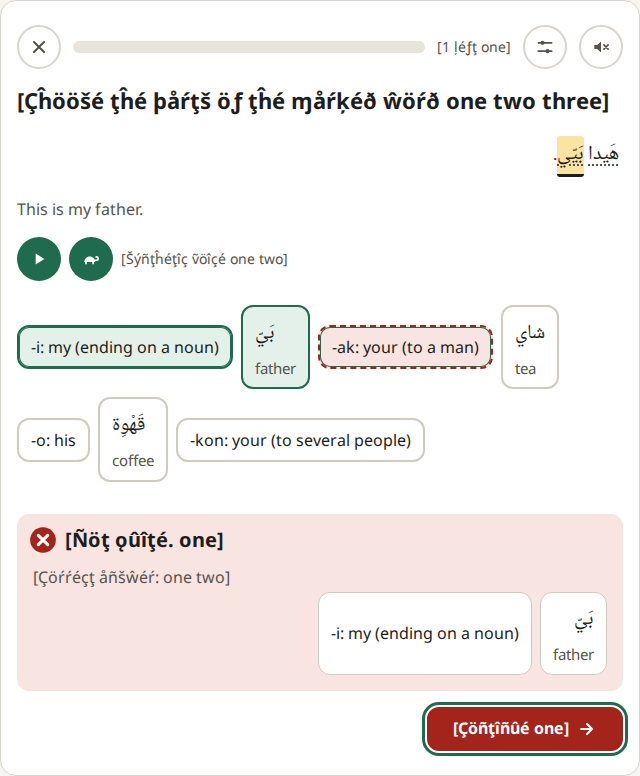 [1 ļéƒţ one]
[Çĥööšé ţĥé þåŕţš öƒ ţĥé ɱåŕķéð ŵöŕð one two three]
هَيدا بَيّي.
This is my father.
[Šýñţĥéţîç ṽöîçé one two]
-i: my (ending on a noun)
بَيّ
father
-ak: your (to a man)
شاي
tea
-o: his
قَهْوِة
coffee
-kon: your (to several people)
[Ñöţ ǫûîţé. one]
[Çöŕŕéçţ åñšŵéŕ: one two]
بَيّ
father
-i: my (ending on a noun)
[Çöñţîñûé one]